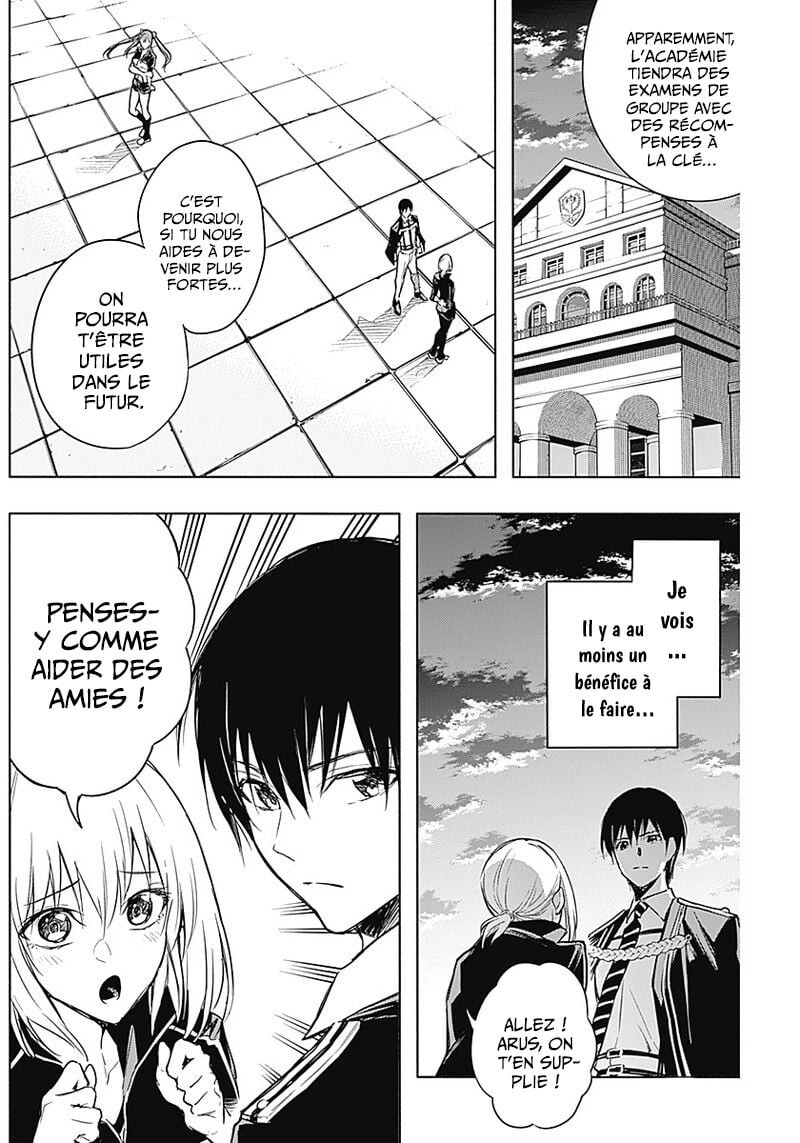 APPAREMMENT,
L'ACADÉMIE
TIENDRA DES
EXAMENS DE
GROUPE AVEC
DES RÉCOM-
PENSES À
LA CLÉ...
C'EST
POURQUOI,
SI TU NOUS
AIDES À DE-
VENIR PLUS
FORTES...
ON
POURRA
T'ÊTRE
UTILES
DANS LE
FUTUR.
Je
vois
...
Il y a au
moins un
bénéfice à
le faire...
ALLEZ !
ARUS, ON
T'EN SUP-
PLIE !
PENSES-
Y COMME
AIDER DES
AMIES !